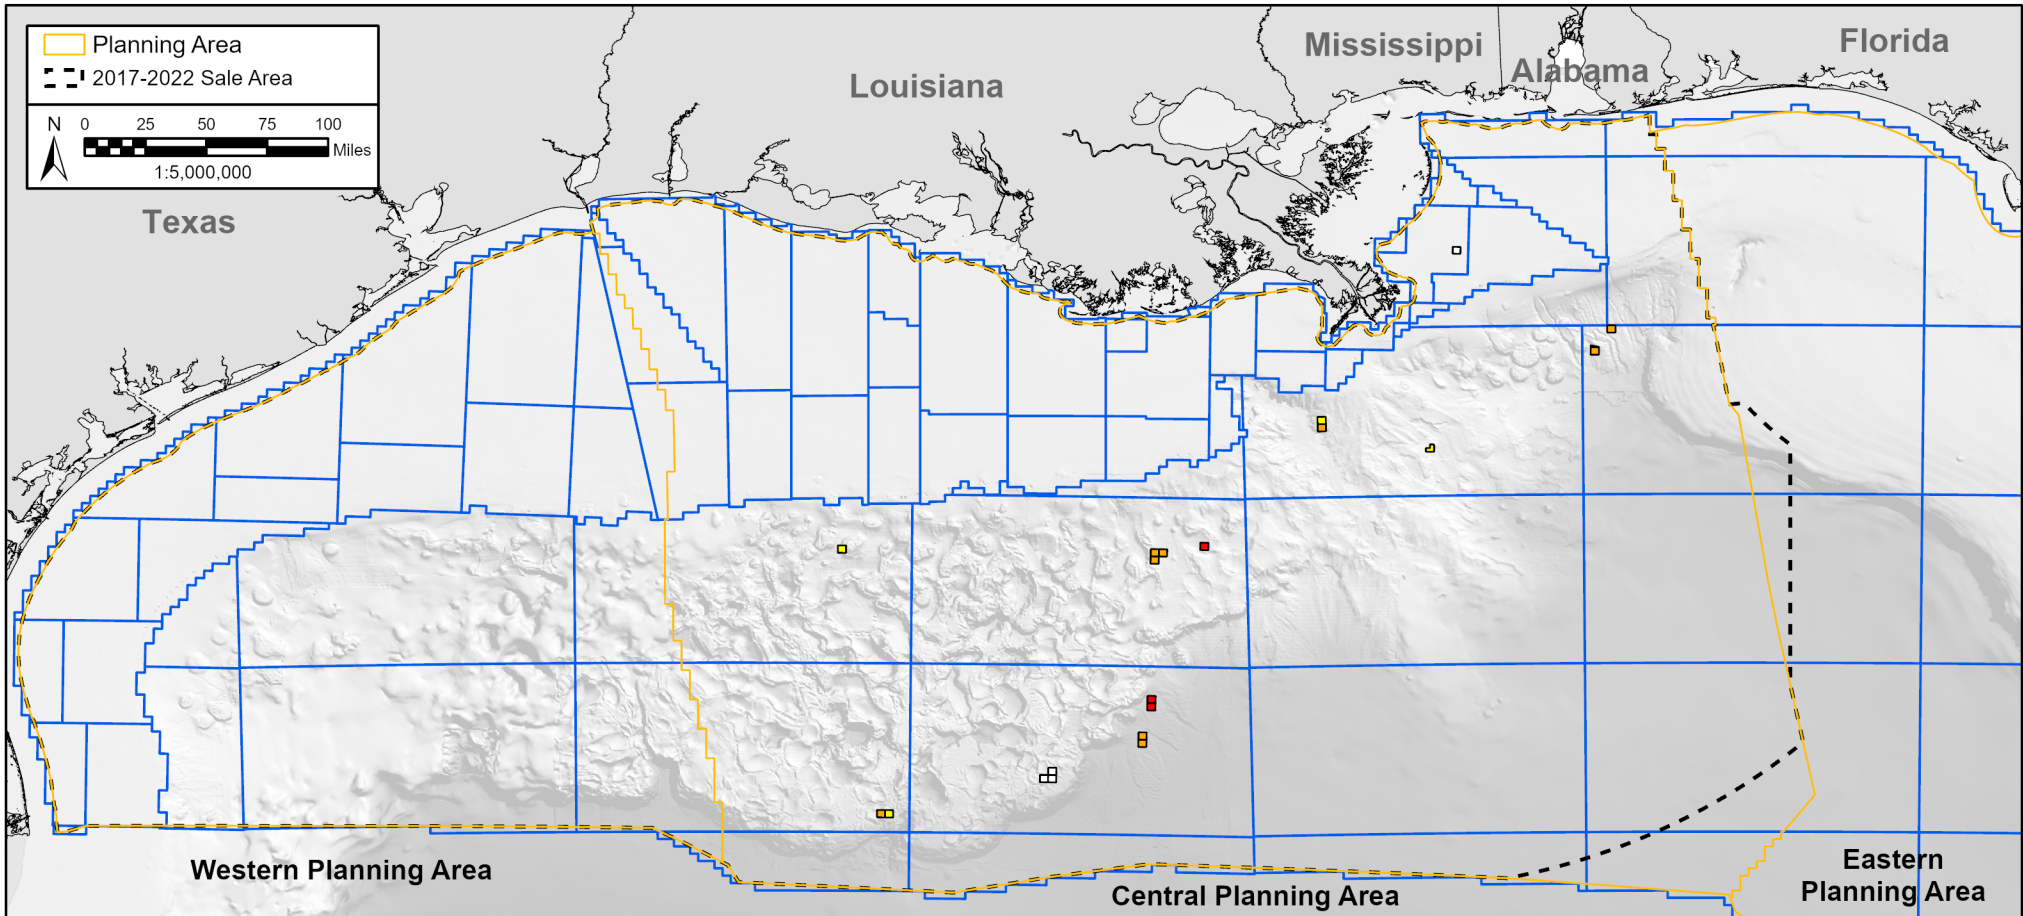 Planning Area
2017-2022 Sale Area
N 0 25 50 75 100
Miles
1:5,000,000
Texas
Louisiana
Mississippi
Alabama
Florida
Western Planning Area
Central Planning Area
Eastern
Planning Area